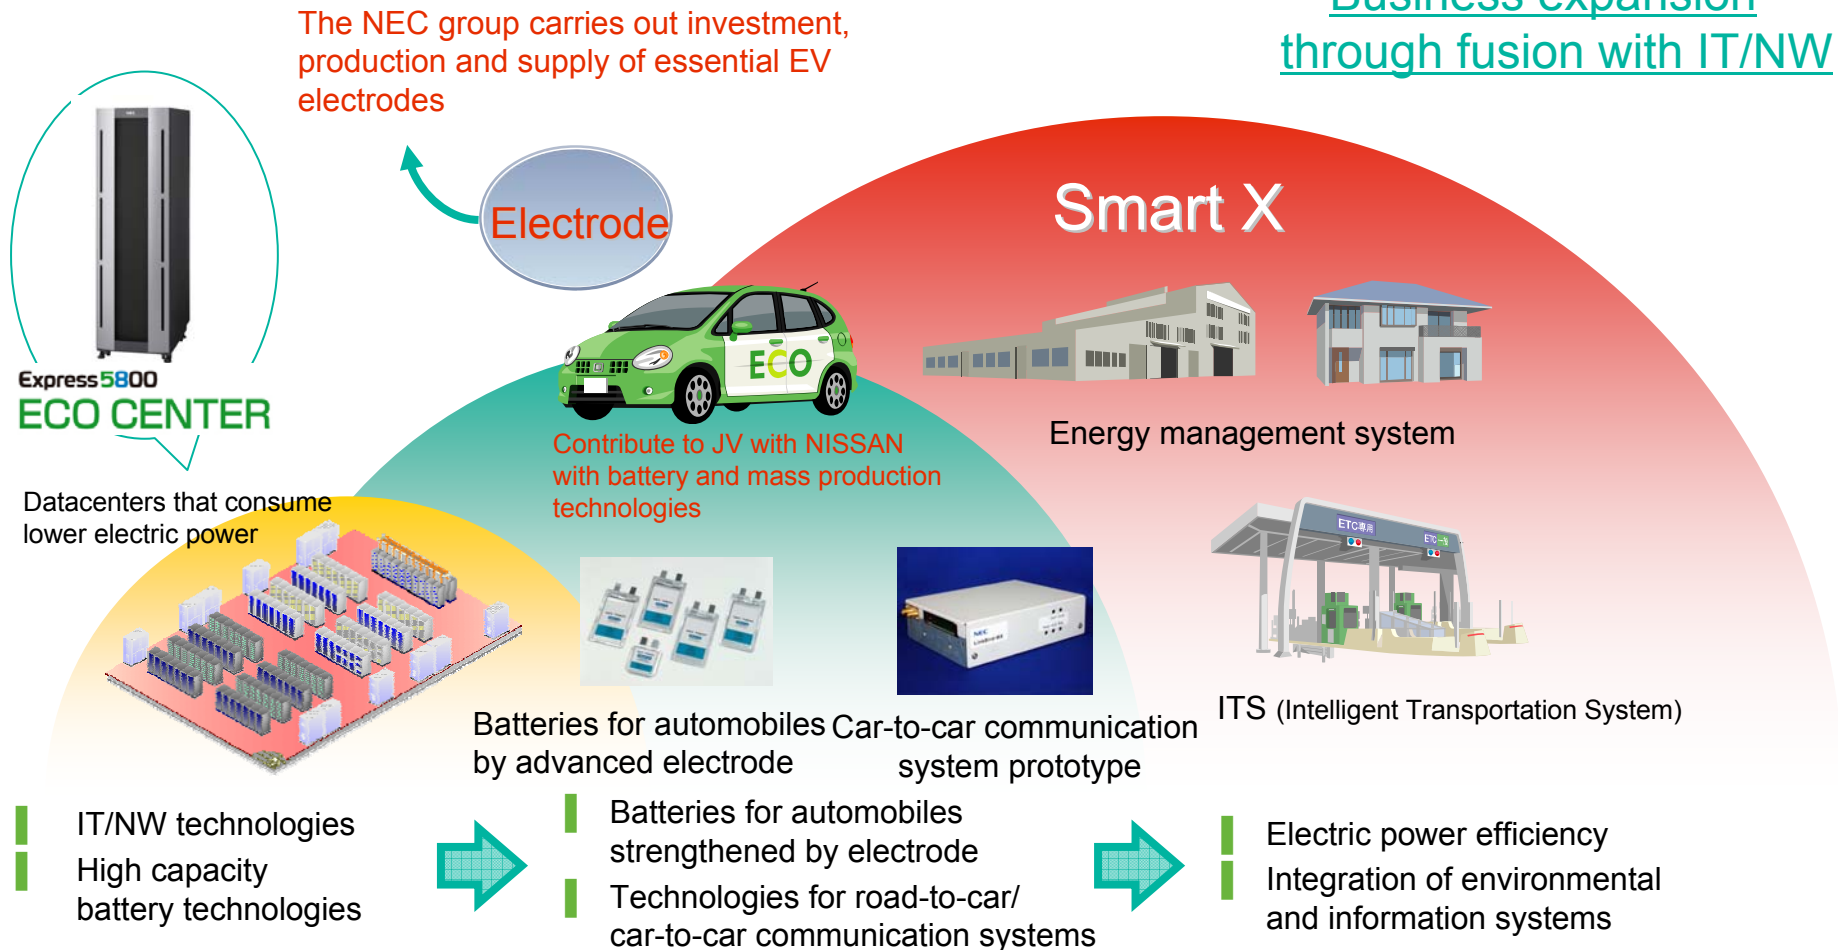 Business expansion
through fusion with IT/NW
The NEC group carries out investment,
production and supply of essential EV
electrodes
Electrode
Smart X
ECO
Express5800
ECO CENTER
Contribute to JV with NISSAN
with battery and mass production
technologies
Energy management system
Datacenters that consume
lower electric power
ETC専用
ETC
NEC
Batteries for automobiles
by advanced electrode
Car-to-car communication
system prototype
ITS (Intelligent Transportation System)
IT/NW technologies
High capacity
battery technologies
Batteries for automobiles
strengthened by electrode
Technologies for road-to-car/
car-to-car communication systems
Electric power efficiency
Integration of environmental
and information systems